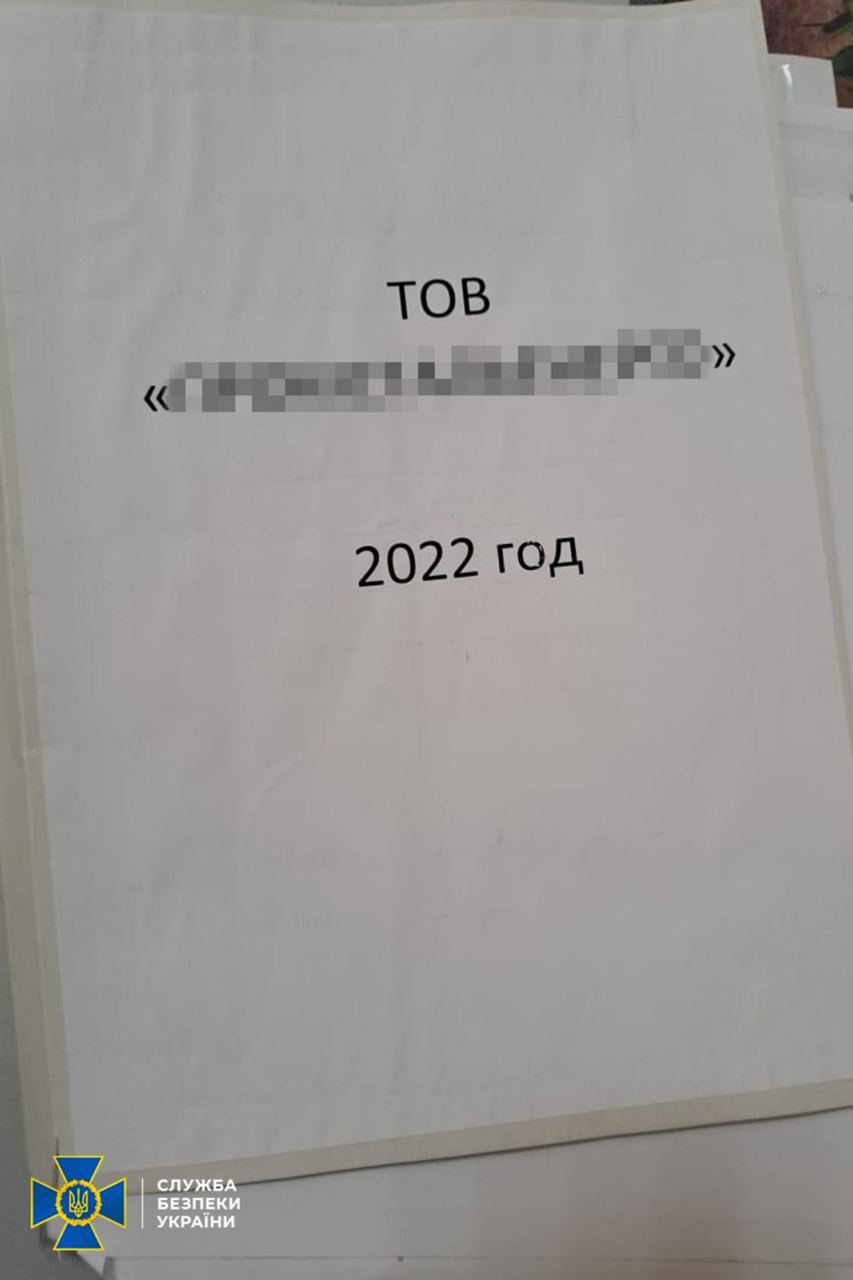 ТОВ
« »
2022 год
СЛУЖБА
БЕЗПЕКИ
УКРАЇНИ